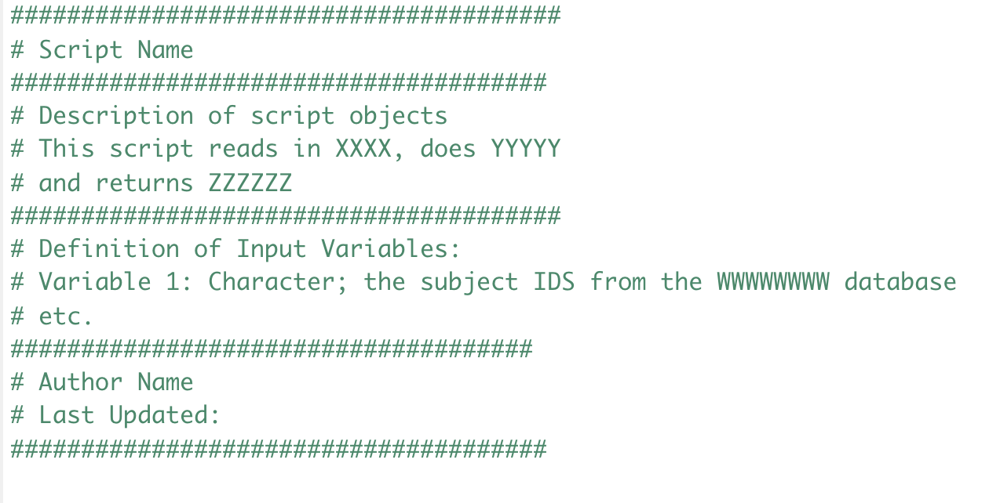 #######################################
# Script Name
######################################
# Description of script objects
# This script reads in XXXX, does YYYYY
# and returns ZZZZZZ
#######################################
# Definition of Input Variables:
# Variable 1: Character; the subject IDS from the WWWWWWWW database
# etc.
#####################################
# Author Name
# Last Updated:
######################################